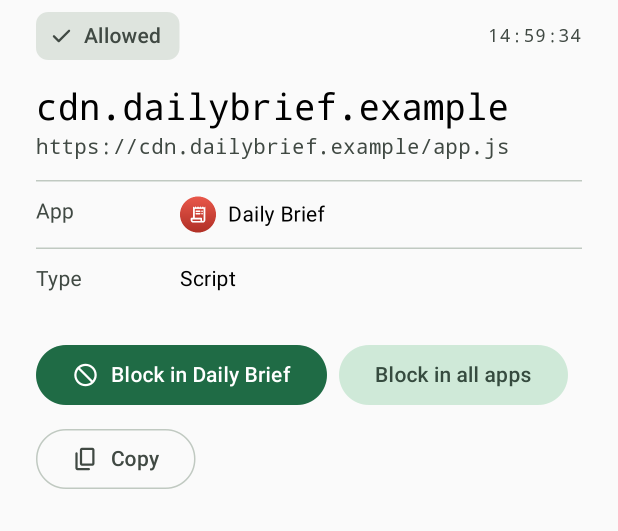 Allowed
14:59:34
cdn.dailybrief.example
https://cdn.dailybrief.example/app.js
App Daily Brief
Type Script
Block in Daily Brief Block in all apps
Copy